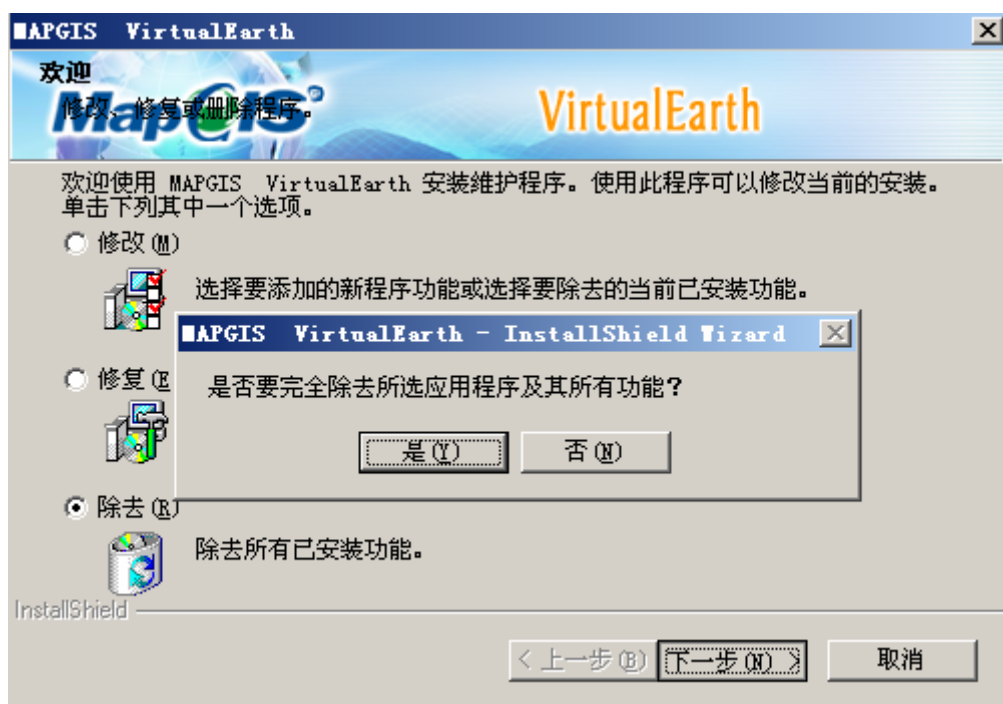 MAPGIS VirtualEarth
欢迎
修改、修复或删除程序。
MapGIS
VirtualEarth
欢迎使用 MAPGIS VirtualEarth 安装维护程序。使用此程序可以修改当前的安装。
单击下列其中一个选项。
修改(M)
选择要添加的新程序功能或选择要除去的当前已安装功能。
MAPGIS VirtualEarth - InstallShield Wizard
修复(E
是否要完全除去所选应用程序及其所有功能?
是(Y) 否(N)
除去(R)
除去所有已安装功能。
InstallShield
< 上一步(B) 下一步(N) > 取消